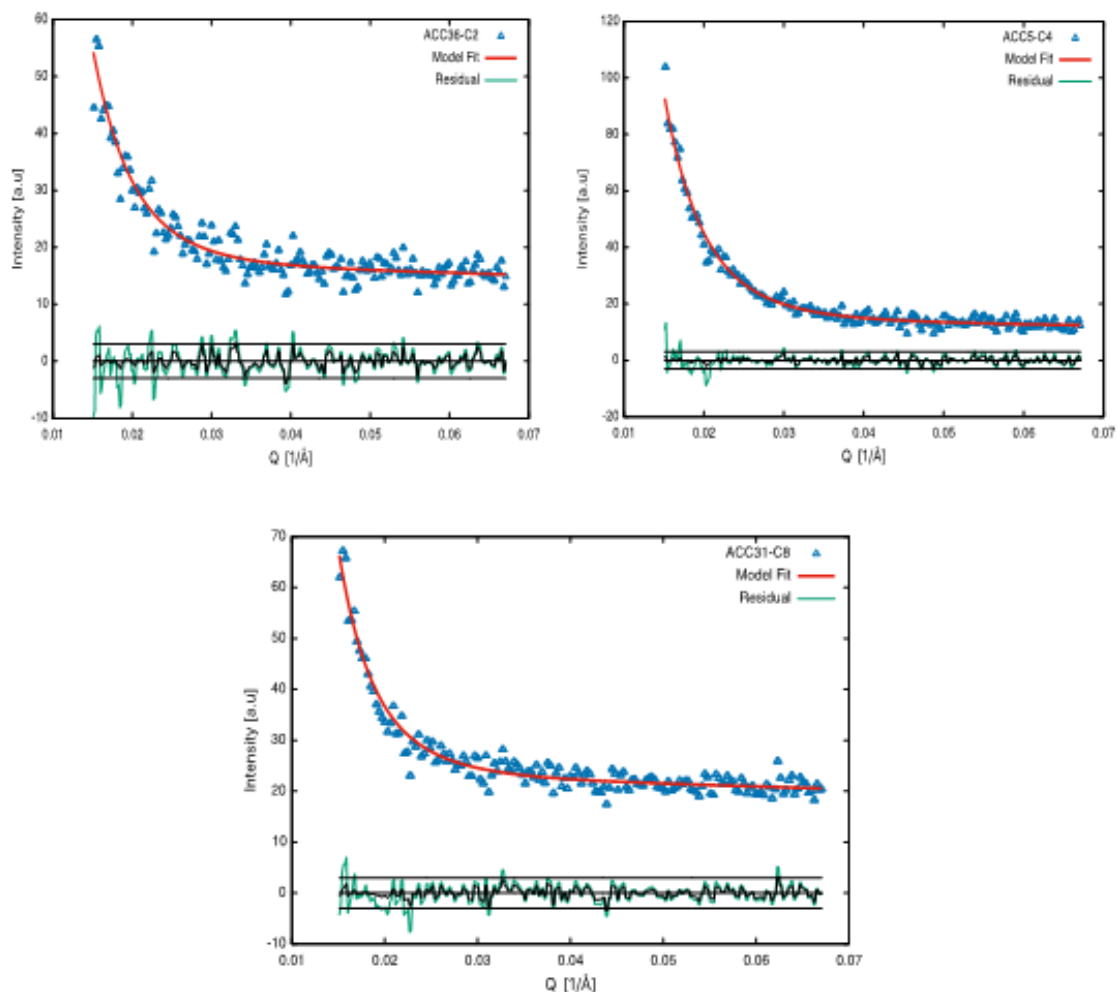 60
50
40
30
20
10
0
-10
Intensity [a.u]
ACC36-C2
Model Fit
Residual
0.01 0.02 0.03 0.04 0.05 0.06 0.07
Q [1/Å]
120
100
80
60
40
20
0
-20
Intensity [a.u]
ACC5-C4
Model Fit
Residual
0.01 0.02 0.03 0.04 0.05 0.06 0.07
Q [1/Å]
70
60
50
40
30
20
10
0
-10
Intensity [a.u]
ACC31-C8
Model Fit
Residual
0.01 0.02 0.03 0.04 0.05 0.06 0.07
Q [1/Å]